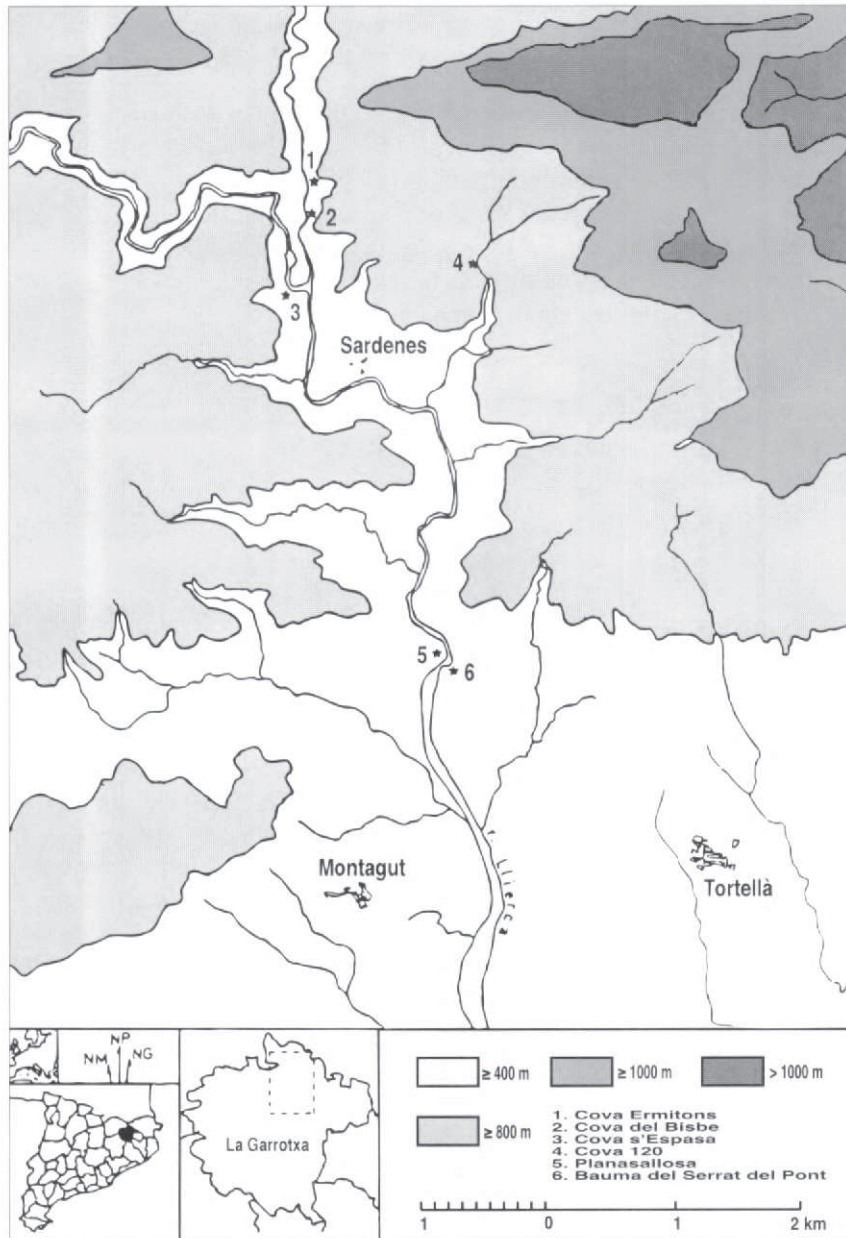 1
2
3
4
Sardenes
5
6
r. Llierca
Montagut
Tortellà
NP
NM
NG
La Garrotxa
≥ 400 m
≥ 1000 m
> 1000 m
≥ 800 m
1. Cova Ermitons
2. Cova del Bisbe
3. Cova s'Espasa
4. Cova 120
5. Planasallosa
6. Bauma del Serrat del Pont
1 0 1 2 km